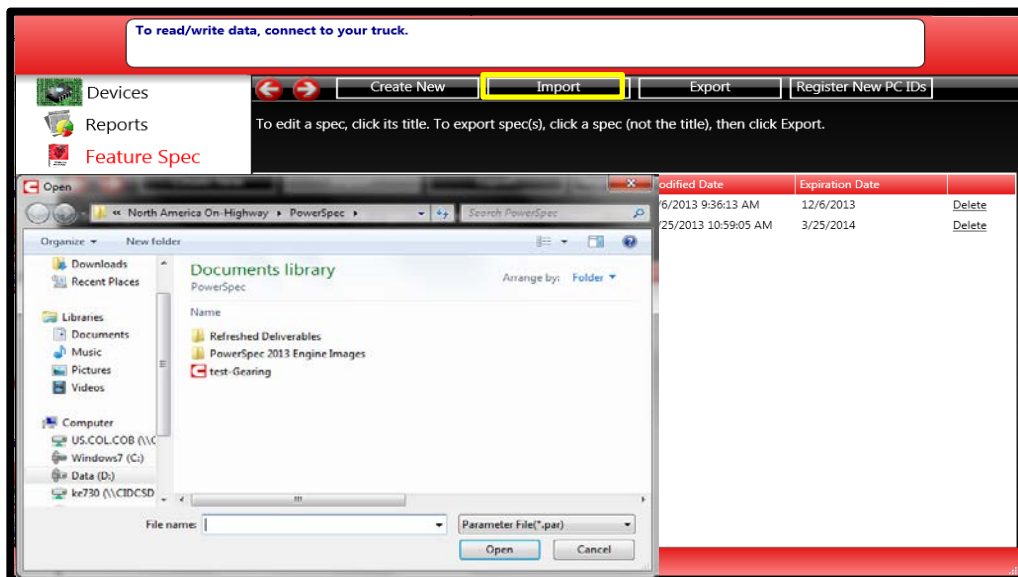 To read/write data, connect to your truck.
Devices
Reports
Feature Spec
Create New
Import
Export
Register New PC IDs
To edit a spec, click its title. To export spec(s), click a spec (not the title), then click Export.
odified Date
Expiration Date
/6/2013 9:36:13 AM
12/6/2013
Delete
/25/2013 10:59:05 AM
3/25/2014
Delete
Open
« North America On-Highway PowerSpec
Search PowerSpec
Organize
New folder
Downloads
Recent Places
Libraries
Documents
Music
Pictures
Videos
Computer
US.COL.COB (\\C
Windows7 (C:)
Data (D:)
ke730 (\\CIDCSD
Documents library
PowerSpec
Arrange by: Folder
Name
Refreshed Deliverables
PowerSpec 2013 Engine Images
test-Gearing
File name:
Parameter File(*.par)
Open
Cancel